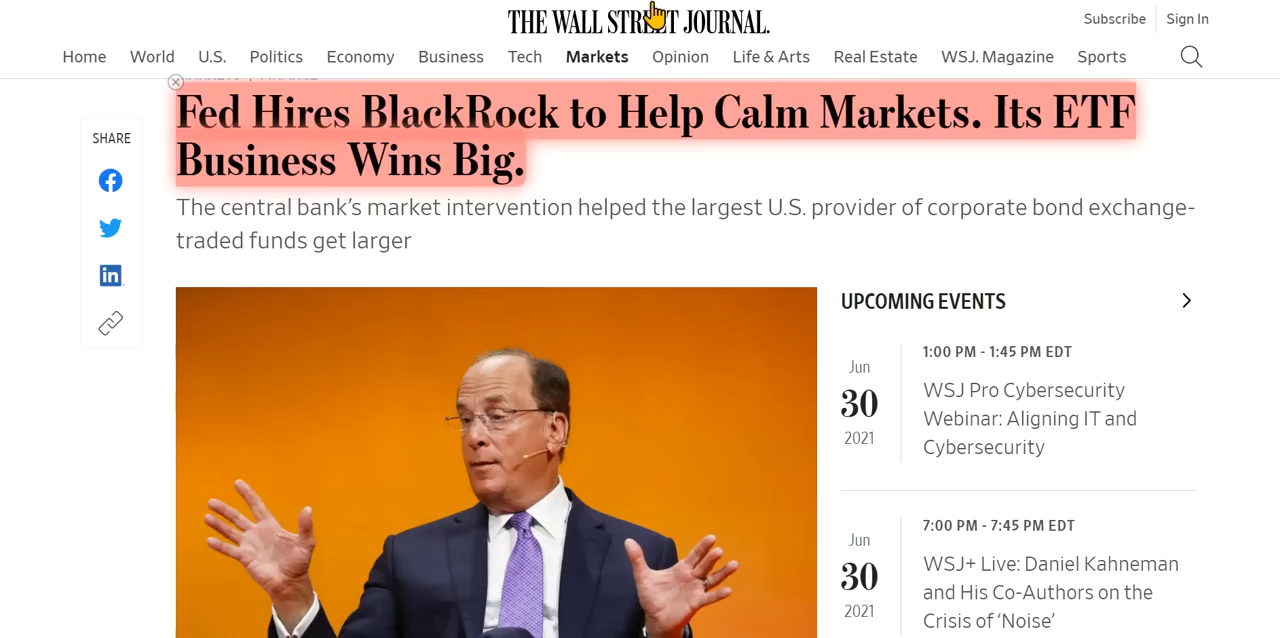 THE WALL STREET JOURNAL.
Subscribe Sign In
Home World U.S. Politics Economy Business Tech Markets Opinion Life & Arts Real Estate WSJ. Magazine Sports
Fed Hires BlackRock to Help Calm Markets. Its ETF
Business Wins Big.
The central bank’s market intervention helped the largest U.S. provider of corporate bond exchange-
traded funds get larger
SHARE
in
UPCOMING EVENTS
Jun
30
2021
1:00 PM - 1:45 PM EDT
WSJ Pro Cybersecurity
Webinar: Aligning IT and
Cybersecurity
Jun
30
2021
7:00 PM - 7:45 PM EDT
WSJ+ Live: Daniel Kahneman
and His Co-Authors on the
Crisis of ‘Noise’